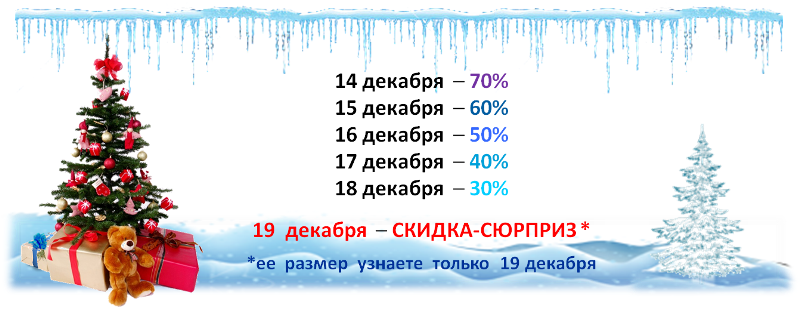 14 декабря – 70%
15 декабря – 60%
16 декабря – 50%
17 декабря – 40%
18 декабря – 30%
19 декабря – СКИДКА-СЮРПРИЗ*
*ее размер узнаете только 19 декабря